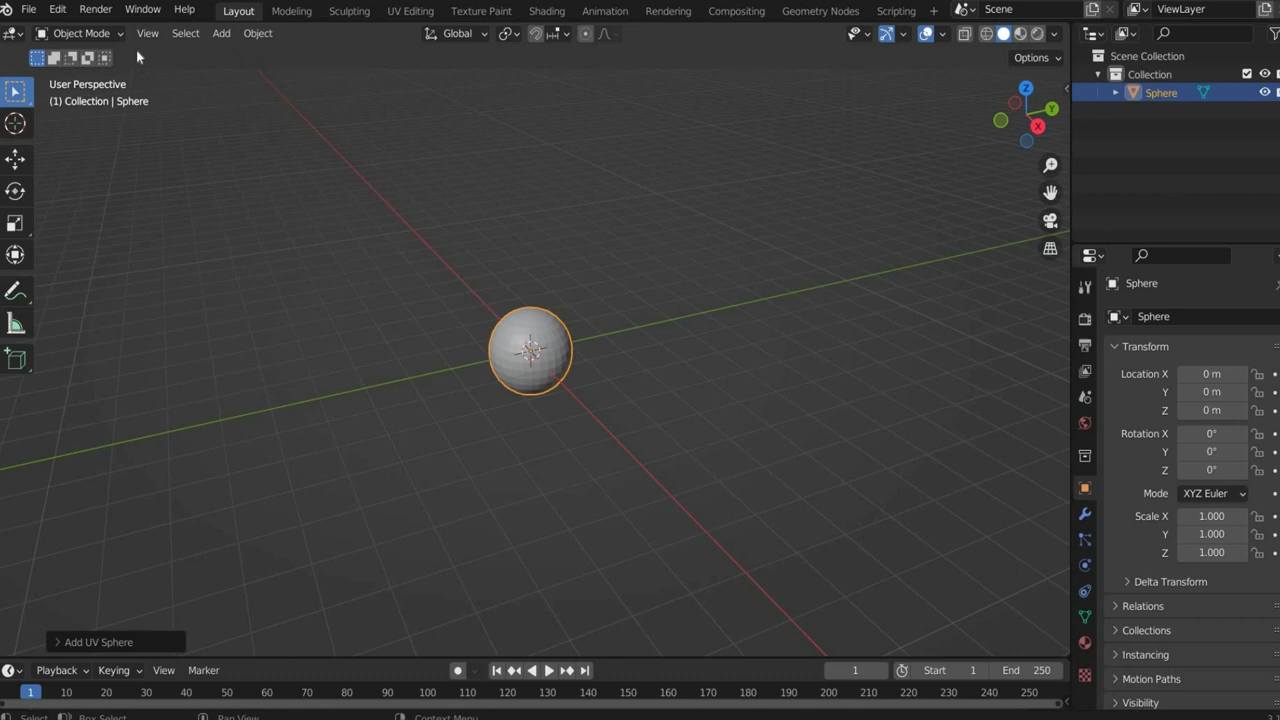 File Edit Render Window Help Layout Modeling Sculpting UV Editing Texture Paint Shading Animation Rendering Compositing Geometry Nodes Scripting + Scene ViewLayer
Object Mode View Select Add Object Global
Options
User Perspective
(1) Collection | Sphere
Z
Y
X
Scene Collection
Collection
Sphere
Sphere
Sphere
Transform
Location X 0 m
Y 0 m
Z 0 m
Rotation X 0°
Y 0°
Z 0°
Mode XYZ Euler
Scale X 1.000
Y 1.000
Z 1.000
Delta Transform
Relations
Collections
Instancing
Motion Paths
Visibility
Add UV Sphere
Playback Keying View Marker 1 Start 1 End 250
1 10 20 30 40 50 60 70 80 90 100 110 120 130 140 150 160 170 180 190 200 210 220 230 240 250
Select Box Select Pan View Context Menu